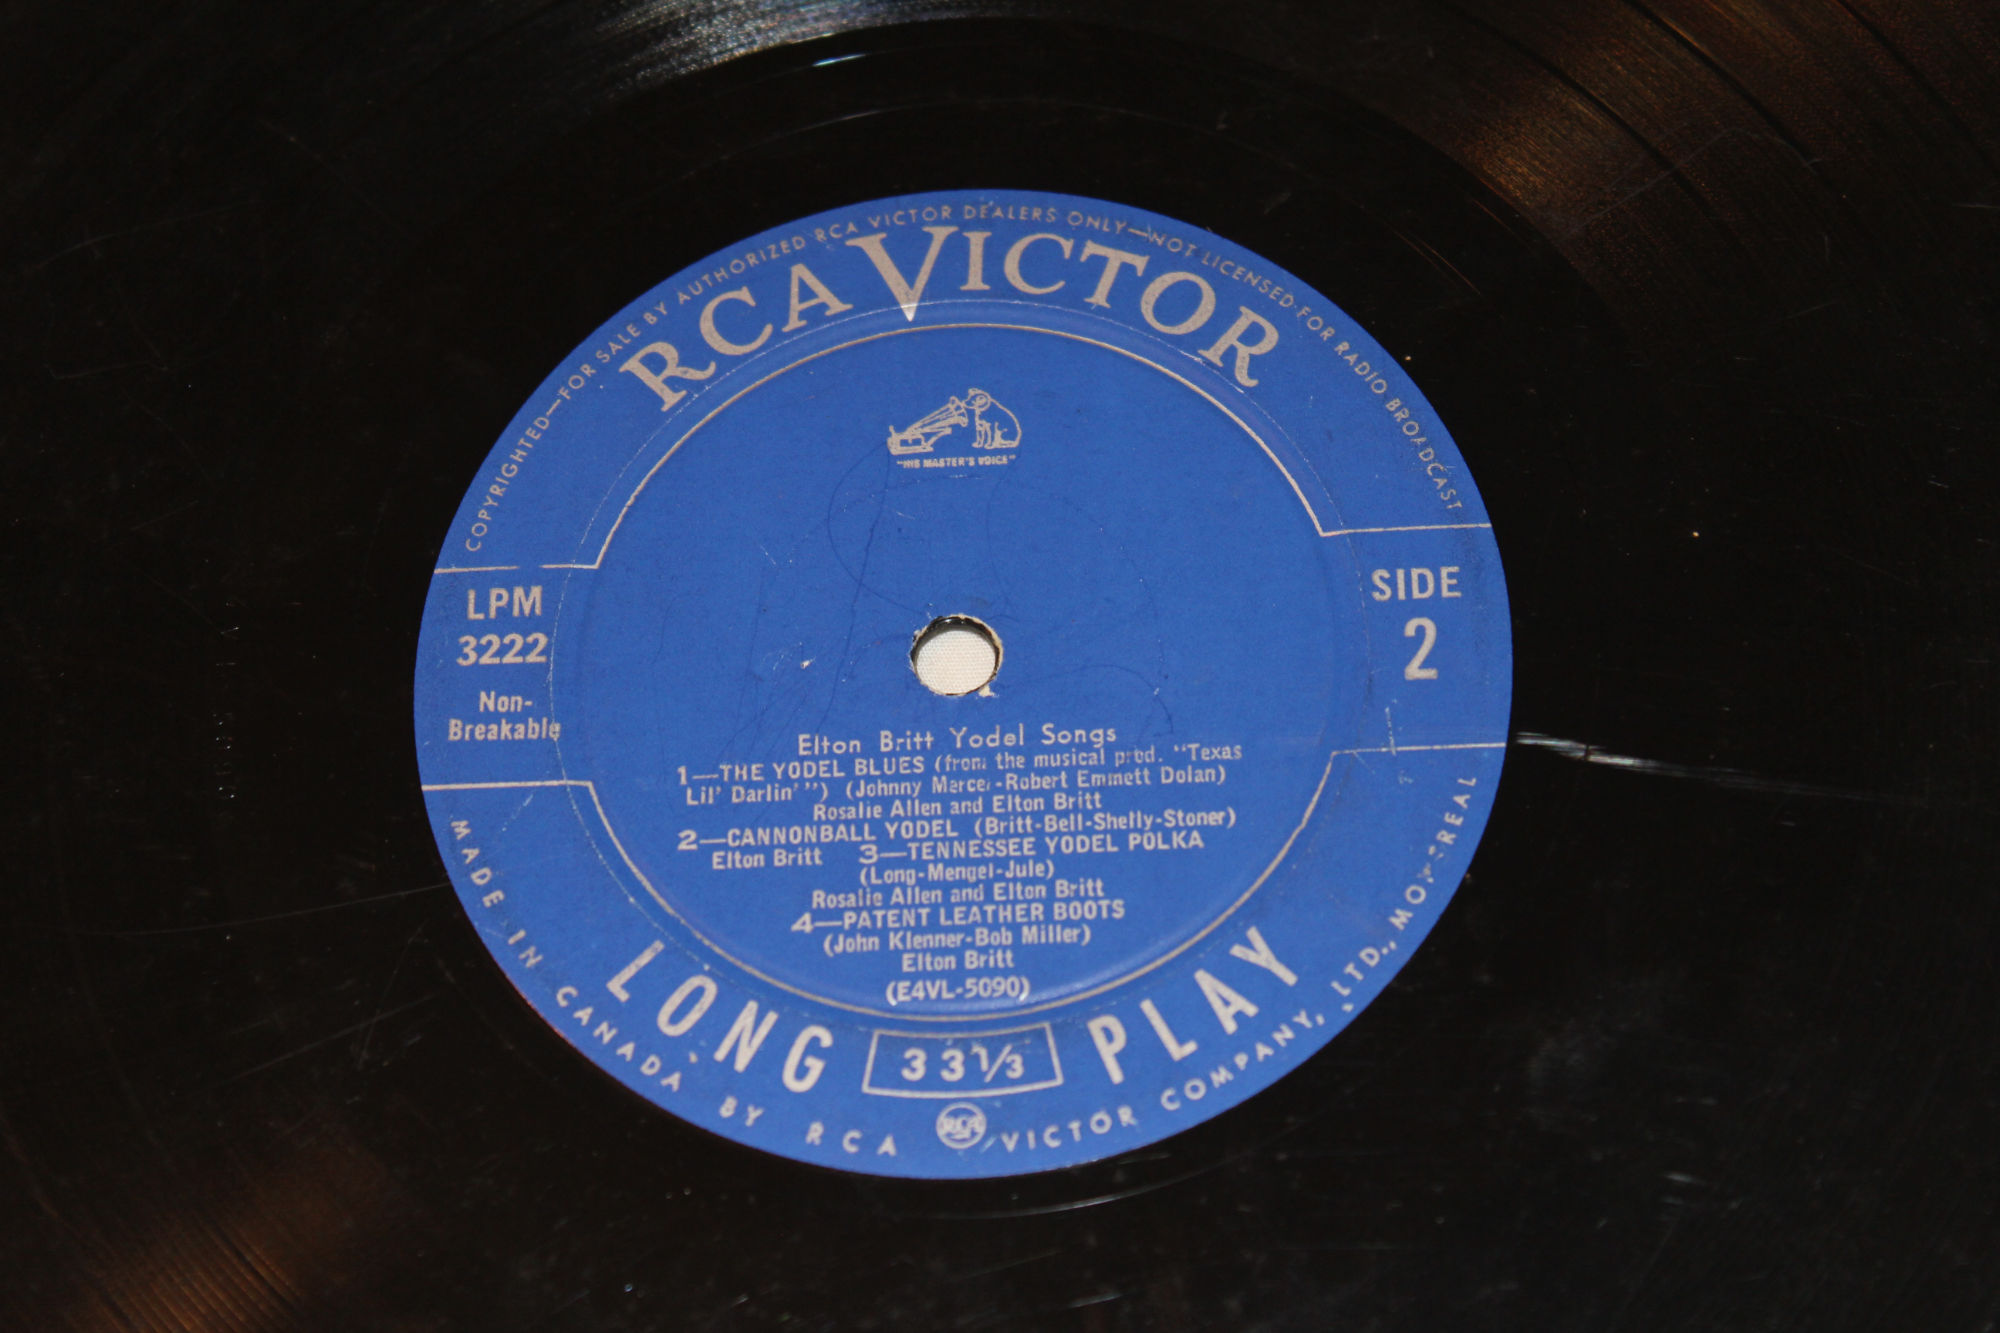 COPYRIGHTED—FOR SALE BY AUTHORIZED RCA VICTOR DEALERS ONLY—NOT LICENSED FOR RADIO BROADCAST
RCA VICTOR
"HIS MASTER'S VOICE"
LPM
3222
Non-
Breakable
SIDE
2
Elton Britt Yodel Songs
1—THE YODEL BLUES (from the musical prod. "Texas
Lil' Darlin'") (Johnny Mercer-Robert Emmett Dolan)
Rosalie Allen and Elton Britt
2—CANNONBALL YODEL (Britt-Bell-Shelly-Stoner)
Elton Britt 3—TENNESSEE YODEL POLKA
(Long-Mengel-Jule)
Rosalie Allen and Elton Britt
4—PATENT LEATHER BOOTS
(John Klenner-Bob Miller)
Elton Britt
(E4VL-5090)
LONG 33⅓ PLAY
MADE IN CANADA BY RCA RCA VICTOR COMPANY, LTD., MONTREAL